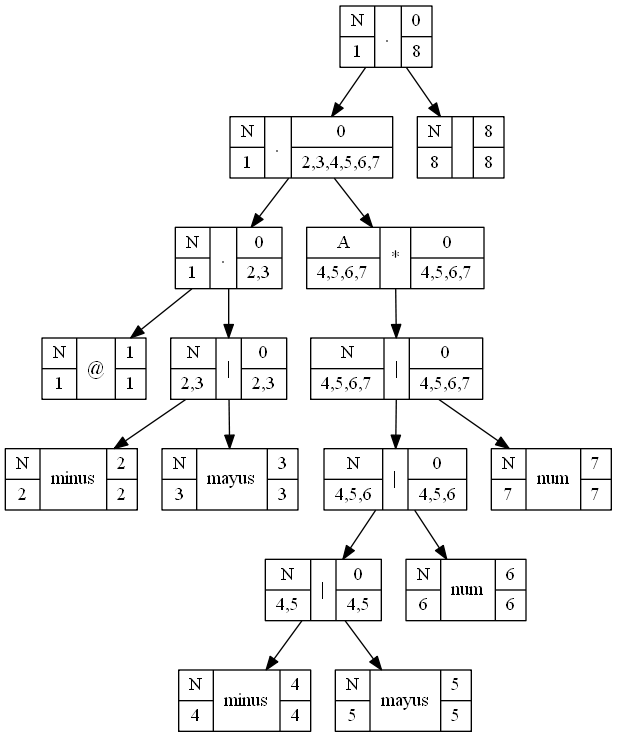 N 0
1 . 8
N 0
1 . 2,3,4,5,6,7
N 8
8 8
N 0
1 . 2,3
A 0
4,5,6,7 * 4,5,6,7
N 1
1 @ 1
N 0
2,3 | 2,3
N 0
4,5,6,7 | 4,5,6,7
N 2
2 minus 2
N 3
3 mayus 3
N 0
4,5,6 | 4,5,6
N 7
7 num 7
N 0
4,5 | 4,5
N 6
6 num 6
N 4
4 minus 4
N 5
5 mayus 5